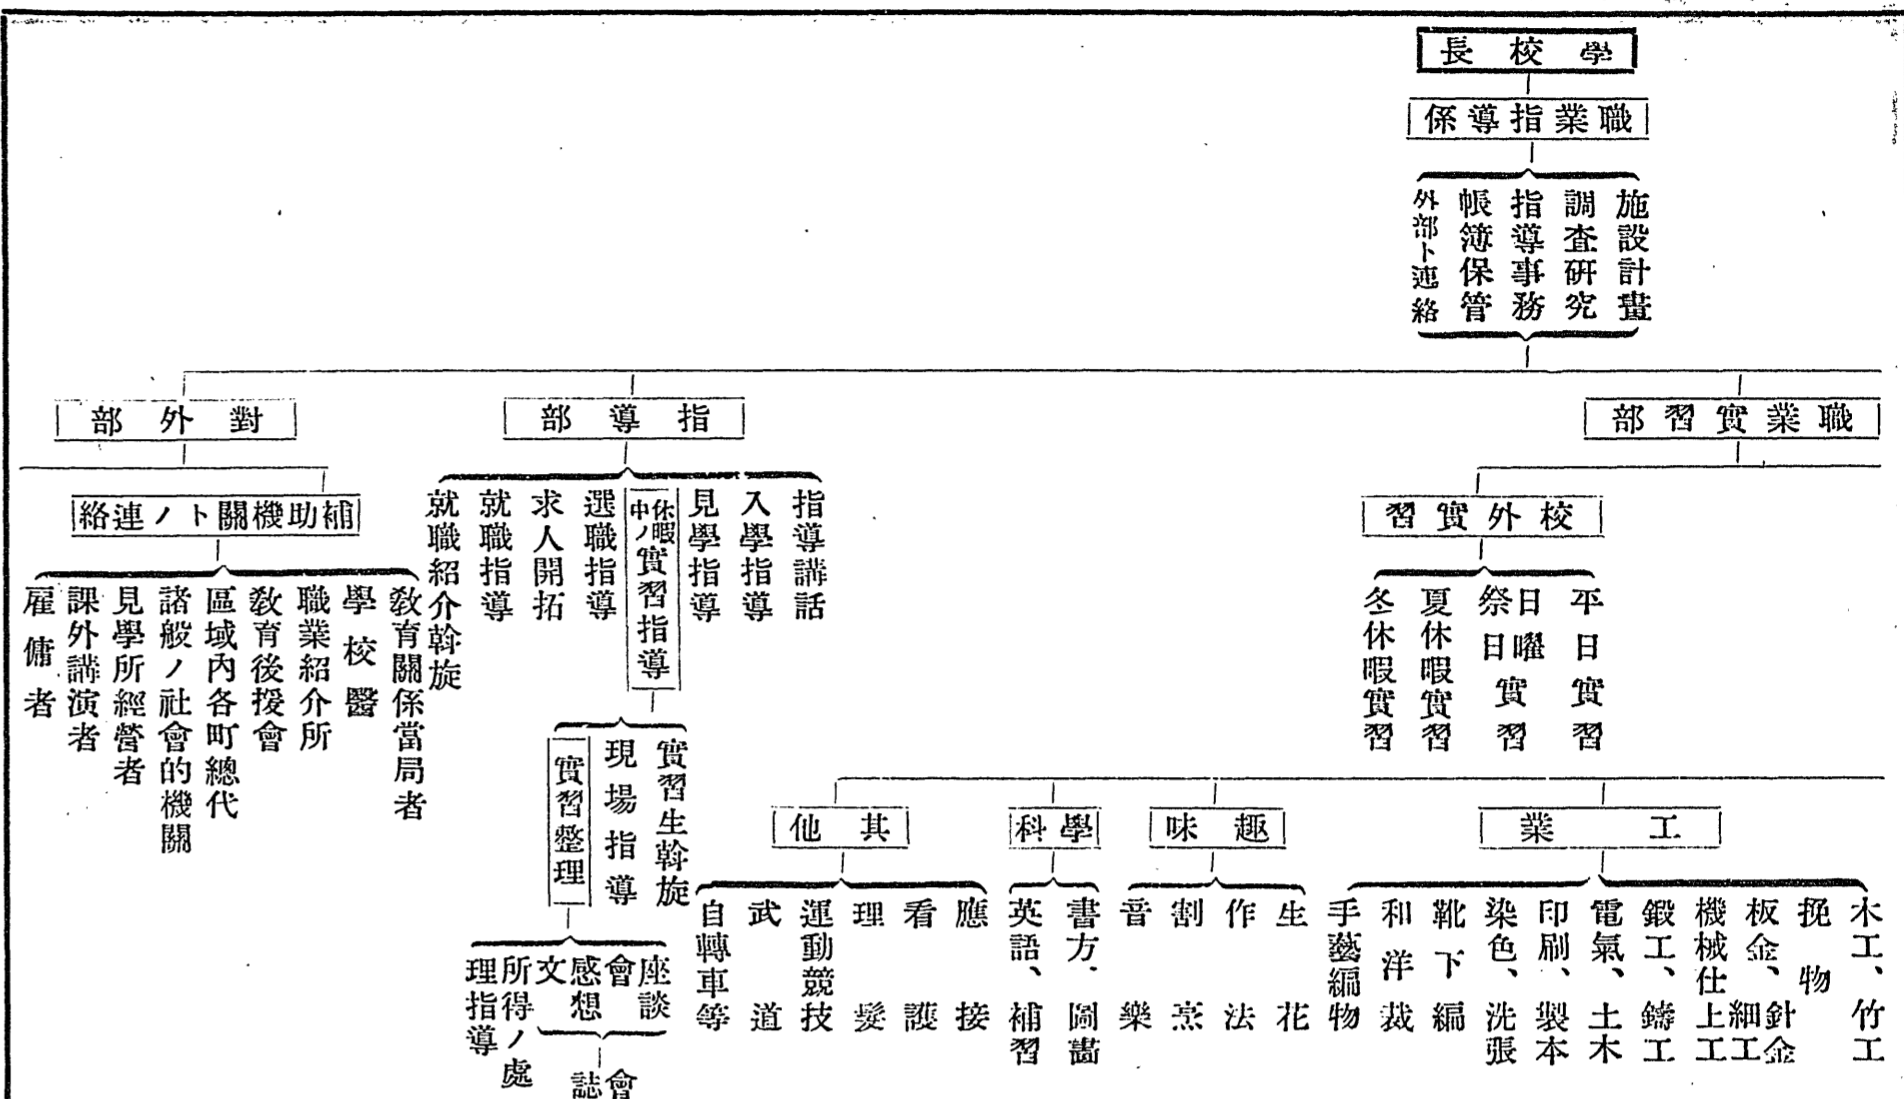 學校長
職業指導係
施設計畫
調査研究
指導事務
帳簿保管
外部ト連絡
職業實習部
校外實習
平日實習
日曜祭日實習
夏休暇實習
冬休暇實習
工業
木工、竹工
挽物
板金、針金細工
機械仕上工
鍛工、鑄工
電氣、土木
印刷、製本
染色、洗張
靴下編
和洋裁
手藝編物
趣味
生花
作法
割烹
音樂
學科
書方、圖畵
英語、補習
其他
應接
看護
理髮
運動競技
武道
自轉車等
指導部
指導講話
入學指導
見學指導
休暇中ノ實習指導
選職指導
求人開拓
就職指導
就職紹介斡旋
實習生斡旋
現場指導
實習整理
座談會
感想文
所得ノ處理指導
會誌
對外部
補助機關トノ連絡
敎育關係當局者
學校醫
職業紹介所
敎育後援會
區域內各町總代
諸般ノ社會的機關
見學所經營者
課外講演者
雇傭者